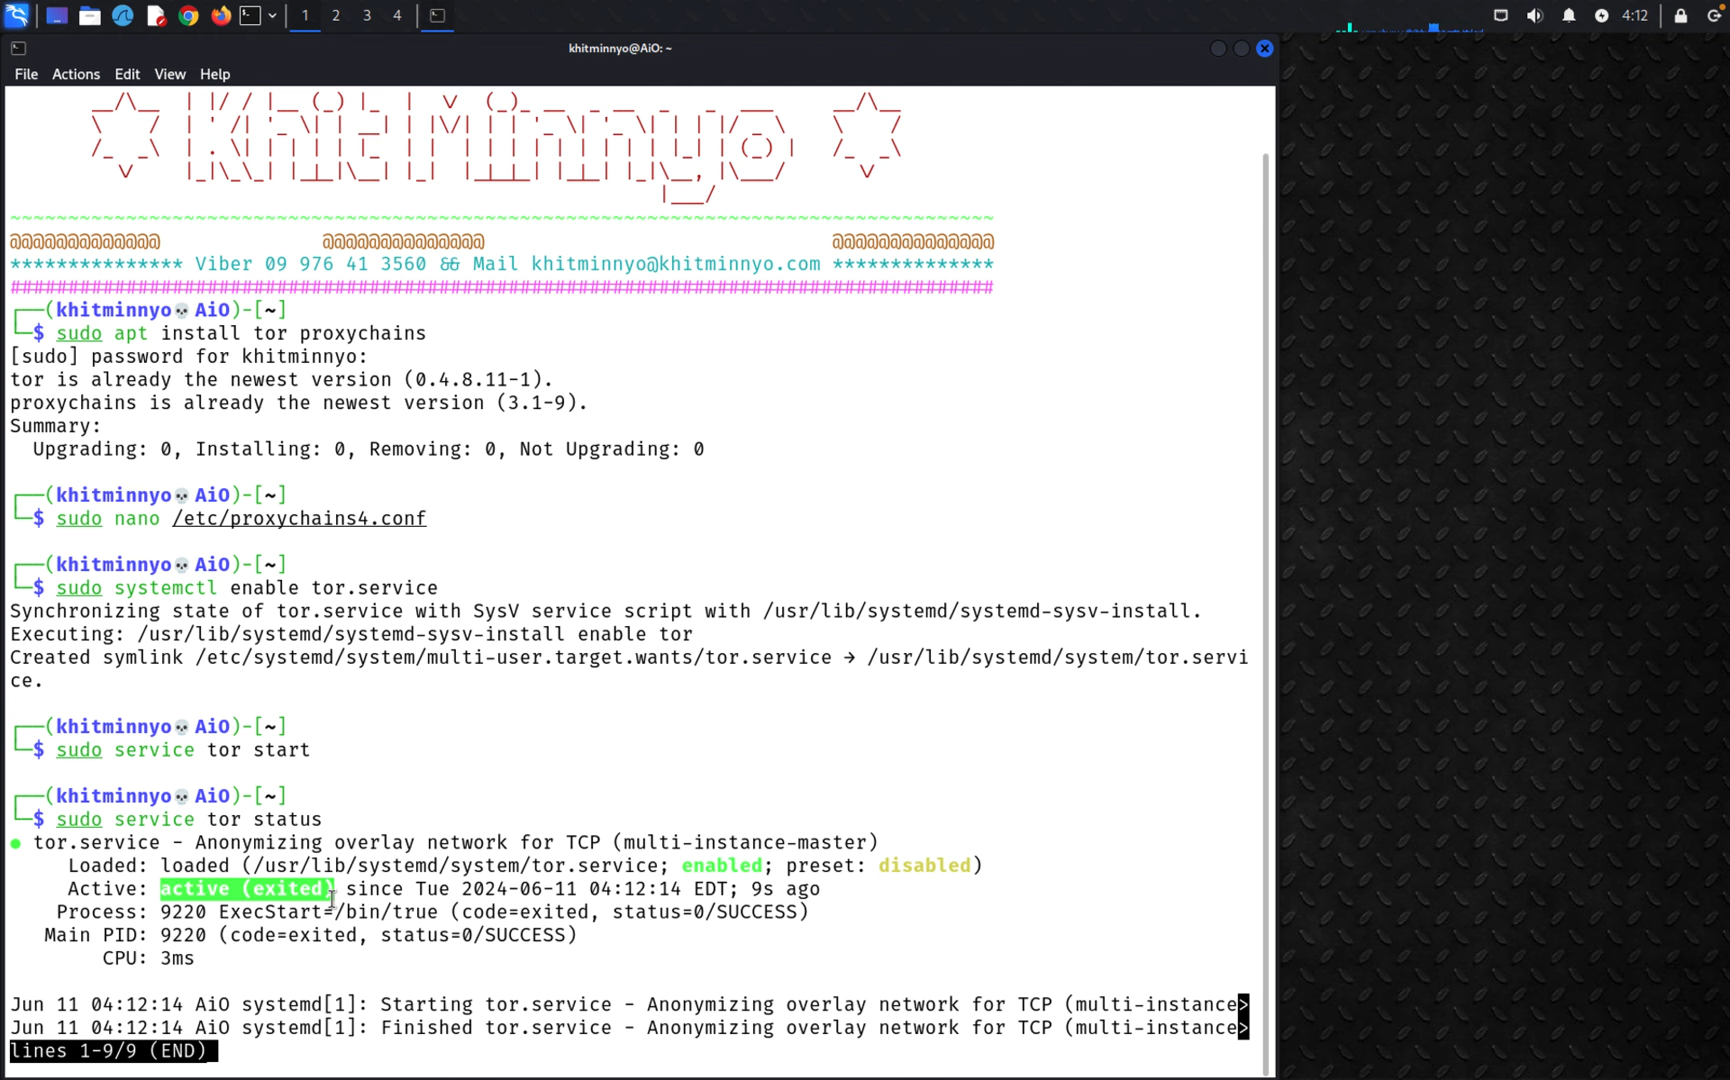 1 2 3 4
4:12
khitminnyo@AiO: ~
File Actions Edit View Help
Khit Minnyo
~~~~~~~~~~~~~~~~~~~~~~~~~~~~~~~~~~~~~~~~~~~~~~~~~~~~~~~~~~~~~~~~~~~~~~~~~~~~~~~~~~~~~
@@@@@@@@@@@@@ @@@@@@@@@@@@@@ @@@@@@@@@@@@@@
*************** Viber 09 976 41 3560 && Mail khitminnyo@khitminnyo.com **************
#####################################################################################
┌──(khitminnyo💀AiO)-[~]
└─$ sudo apt install tor proxychains
[sudo] password for khitminnyo:
tor is already the newest version (0.4.8.11-1).
proxychains is already the newest version (3.1-9).
Summary:
Upgrading: 0, Installing: 0, Removing: 0, Not Upgrading: 0
┌──(khitminnyo💀AiO)-[~]
└─$ sudo nano /etc/proxychains4.conf
┌──(khitminnyo💀AiO)-[~]
└─$ sudo systemctl enable tor.service
Synchronizing state of tor.service with SysV service script with /usr/lib/systemd/systemd-sysv-install.
Executing: /usr/lib/systemd/systemd-sysv-install enable tor
Created symlink /etc/systemd/system/multi-user.target.wants/tor.service → /usr/lib/systemd/system/tor.servi
ce.
┌──(khitminnyo💀AiO)-[~]
└─$ sudo service tor start
┌──(khitminnyo💀AiO)-[~]
└─$ sudo service tor status
● tor.service - Anonymizing overlay network for TCP (multi-instance-master)
Loaded: loaded (/usr/lib/systemd/system/tor.service; enabled; preset: disabled)
Active: active (exited) since Tue 2024-06-11 04:12:14 EDT; 9s ago
Process: 9220 ExecStart=/bin/true (code=exited, status=0/SUCCESS)
Main PID: 9220 (code=exited, status=0/SUCCESS)
CPU: 3ms
Jun 11 04:12:14 AiO systemd[1]: Starting tor.service - Anonymizing overlay network for TCP (multi-instance>
Jun 11 04:12:14 AiO systemd[1]: Finished tor.service - Anonymizing overlay network for TCP (multi-instance>
lines 1-9/9 (END)